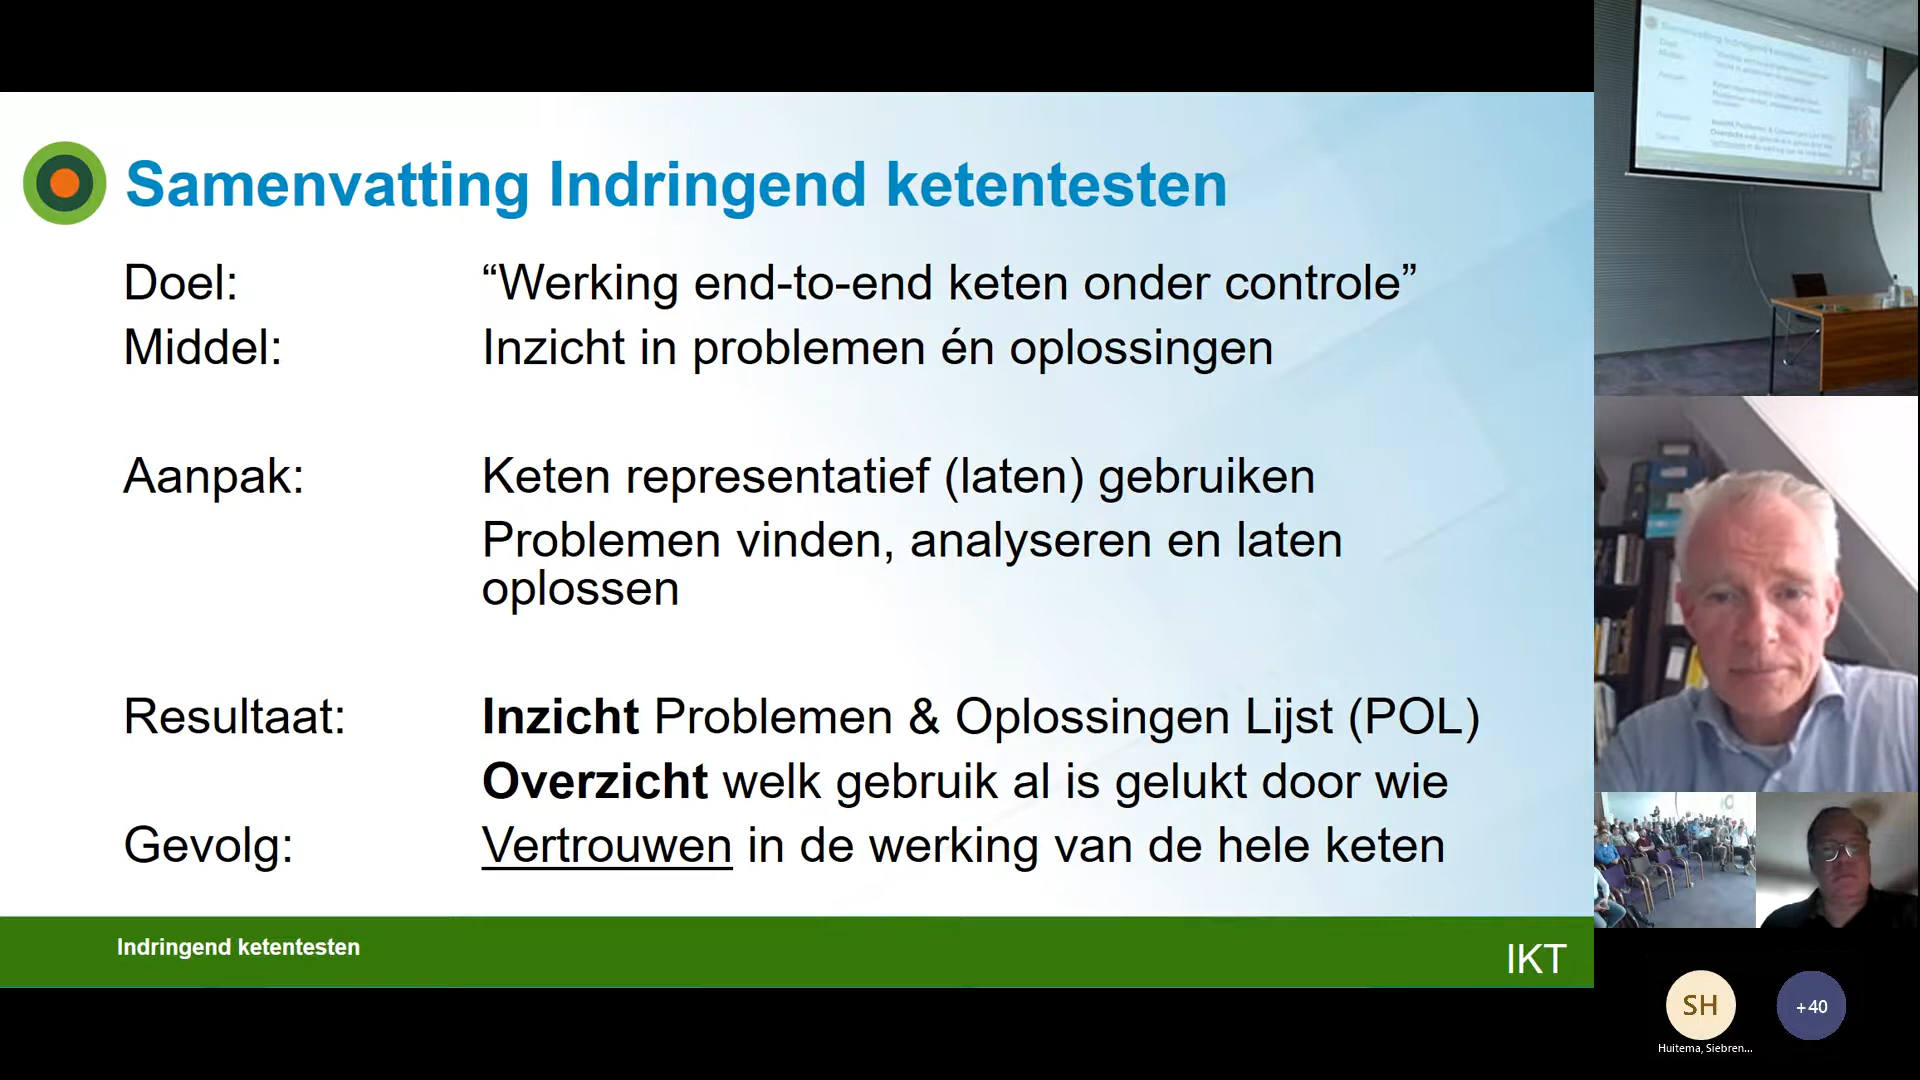 Samenvatting Indringend ketentesten
Doel: “Werking end-to-end keten onder controle”
Middel: Inzicht in problemen én oplossingen
Aanpak: Keten representatief (laten) gebruiken
Problemen vinden, analyseren en laten
oplossen
Resultaat: Inzicht Problemen & Oplossingen Lijst (POL)
Overzicht welk gebruik al is gelukt door wie
Gevolg: Vertrouwen in de werking van de hele keten
Indringend ketentesten
IKT
SH
+40
Huitema, Siebren...